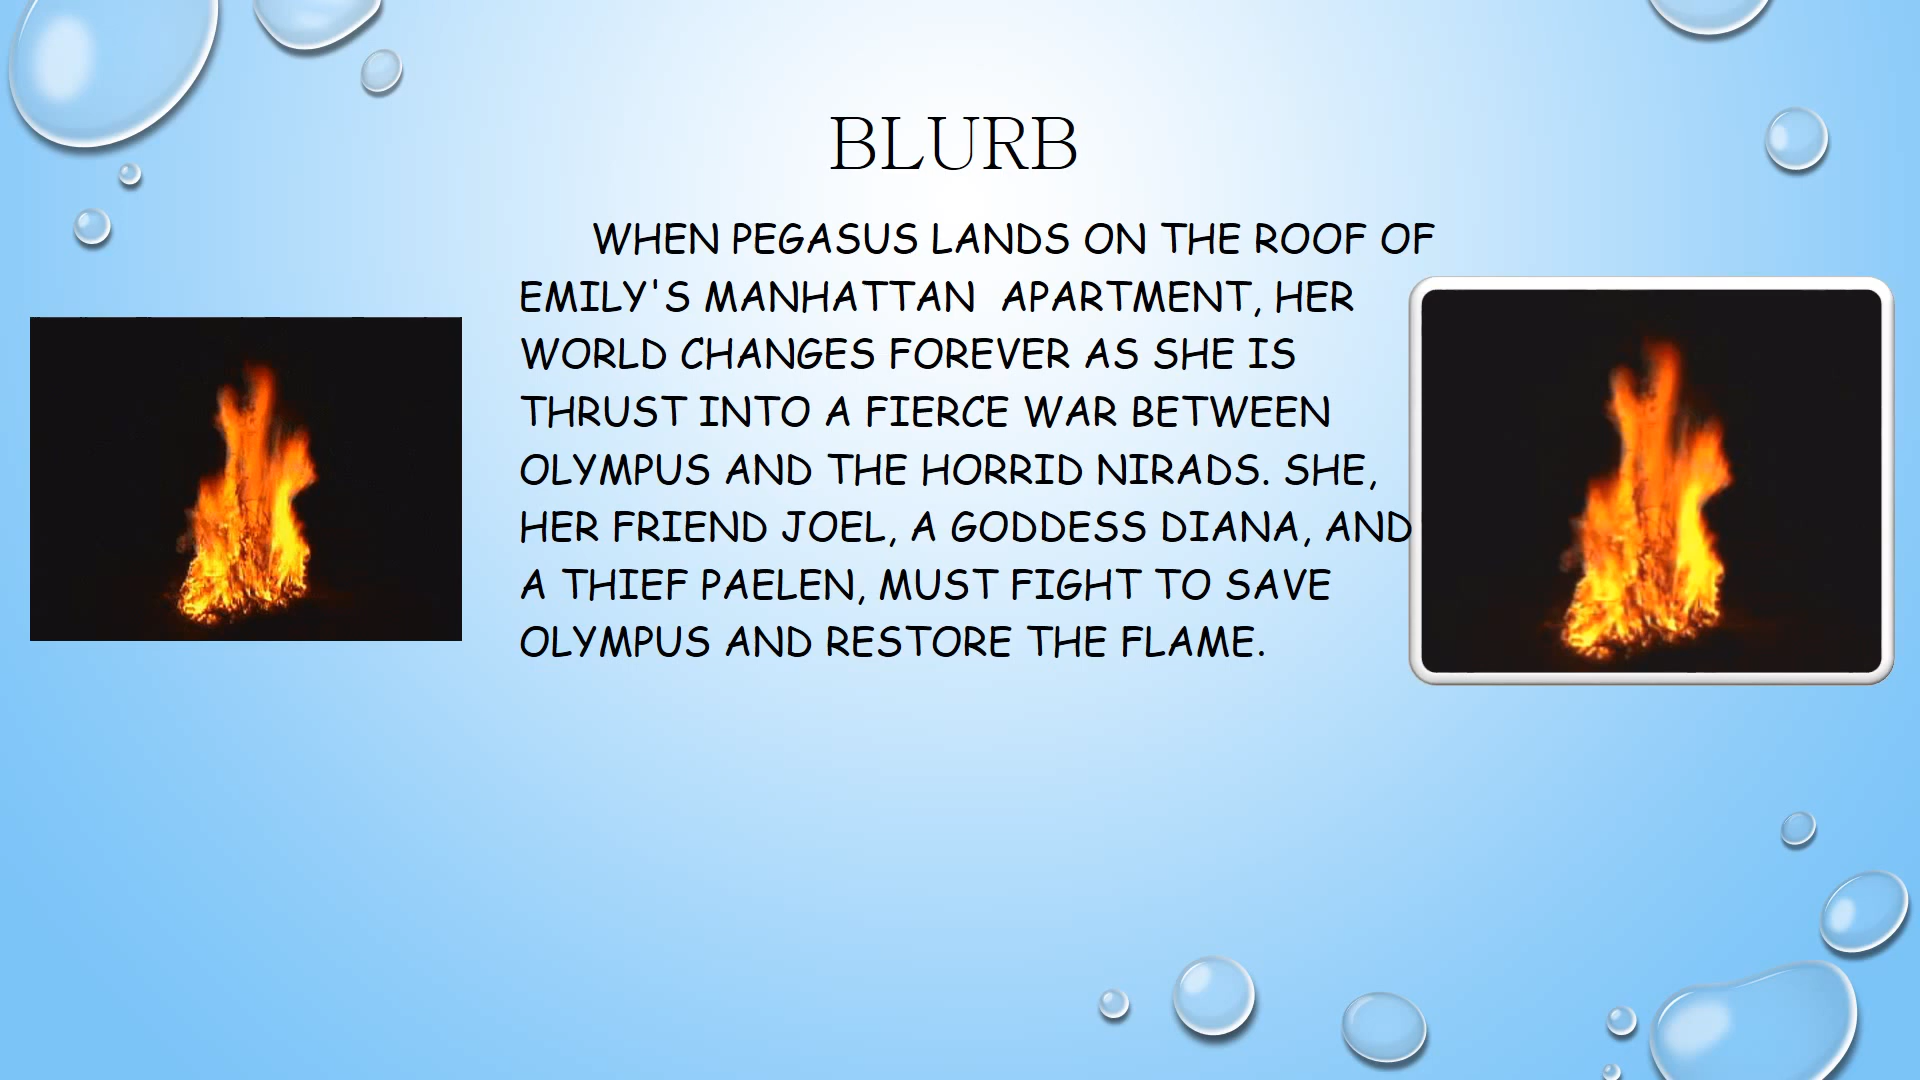 BLURB
WHEN PEGASUS LANDS ON THE ROOF OF
EMILY'S MANHATTAN  APARTMENT, HER
WORLD CHANGES FOREVER AS SHE IS
THRUST INTO A FIERCE WAR BETWEEN
OLYMPUS AND THE HORRID NIRADS. SHE,
HER FRIEND JOEL, A GODDESS DIANA, AND
A THIEF PAELEN, MUST FIGHT TO SAVE
OLYMPUS AND RESTORE THE FLAME.